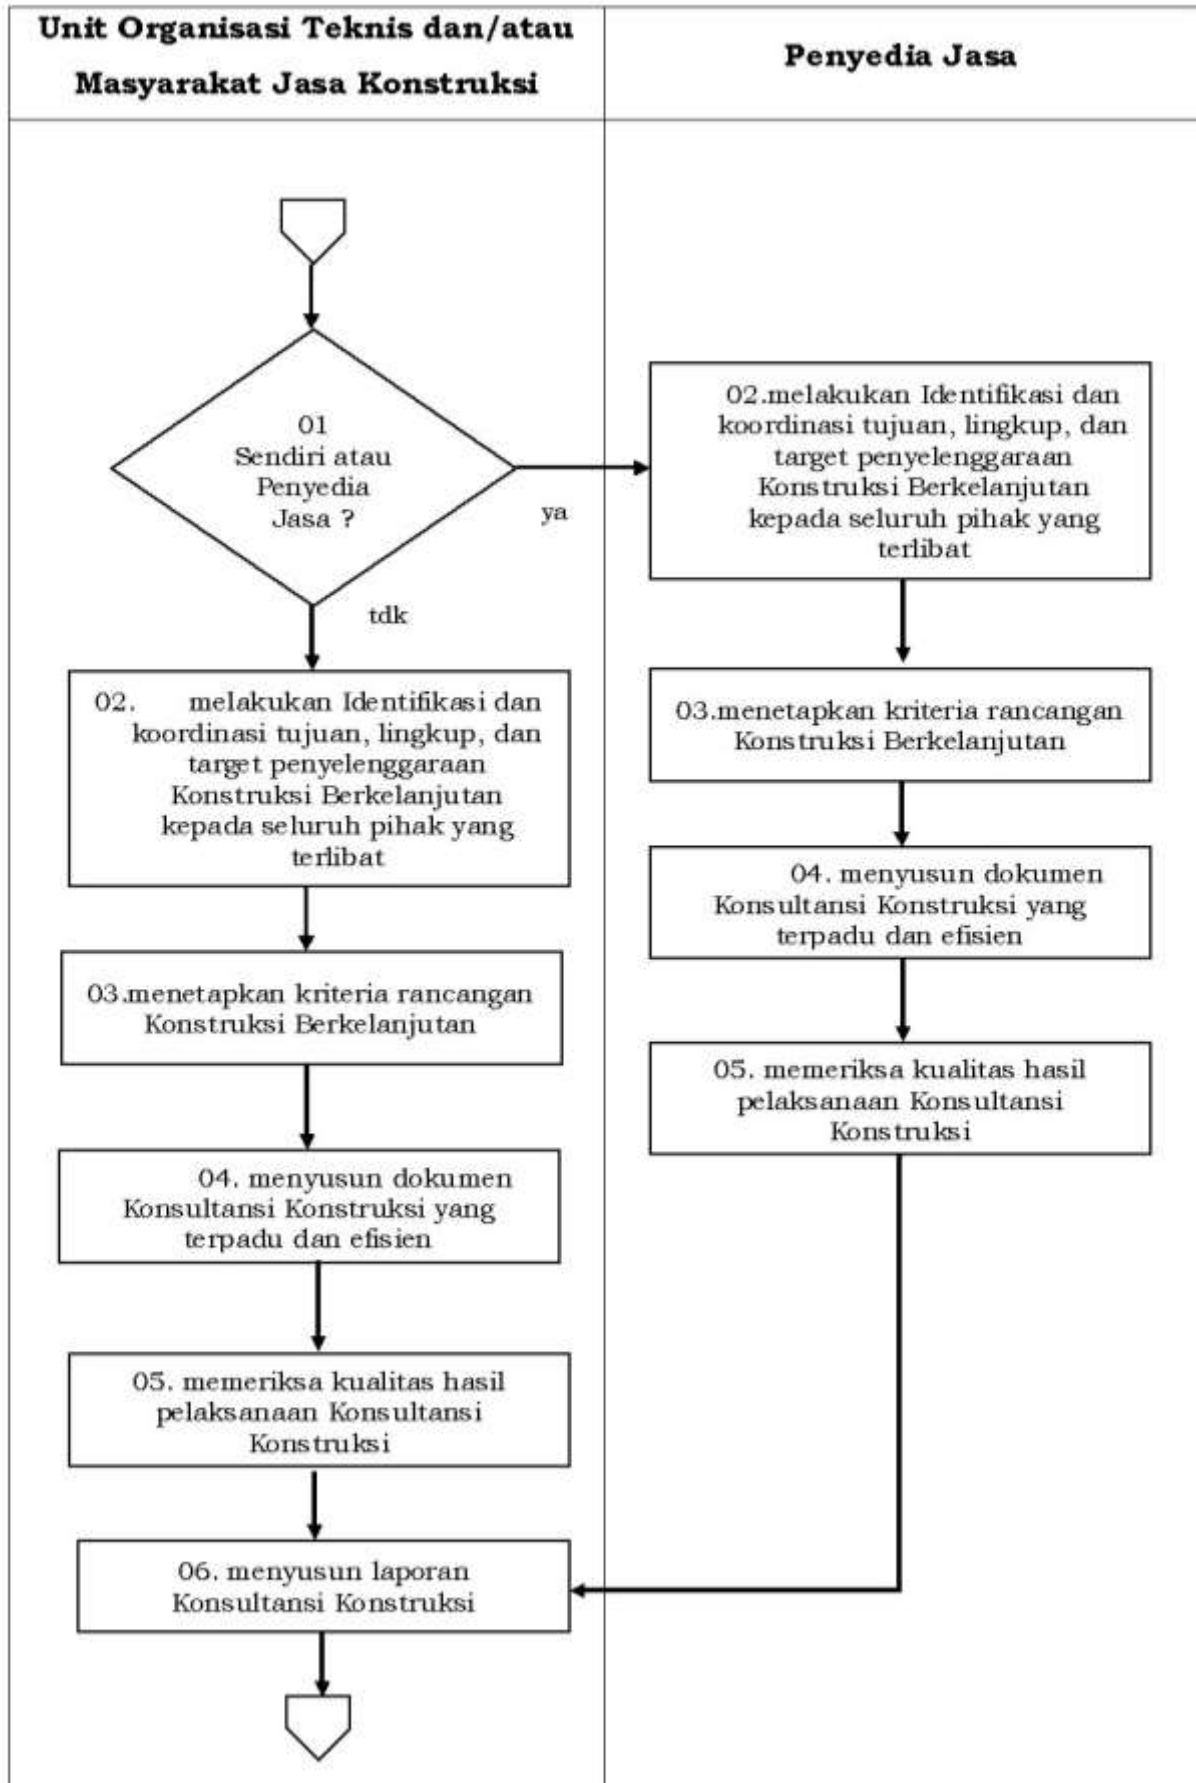 Unit Organisasi Teknis dan/atau
Masyarakat Jasa Konstruksi
Penyedia Jasa
01
Sendiri atau
Penyedia
Jasa ?
ya
tdk
02. melakukan Identifikasi dan
koordinasi tujuan, lingkup, dan
target penyelenggaraan
Konstruksi Berkelanjutan
kepada seluruh pihak yang
terlibat
03.menetapkan kriteria rancangan
Konstruksi Berkelanjutan
04. menyusun dokumen
Konsultansi Konstruksi yang
terpadu dan efisien
05. memeriksa kualitas hasil
pelaksanaan Konsultansi
Konstruksi
06. menyusun laporan
Konsultansi Konstruksi
02.melakukan Identifikasi dan
koordinasi tujuan, lingkup, dan
target penyelenggaraan
Konstruksi Berkelanjutan
kepada seluruh pihak yang
terlibat
03.menetapkan kriteria rancangan
Konstruksi Berkelanjutan
04. menyusun dokumen
Konsultansi Konstruksi yang
terpadu dan efisien
05. memeriksa kualitas hasil
pelaksanaan Konsultansi
Konstruksi